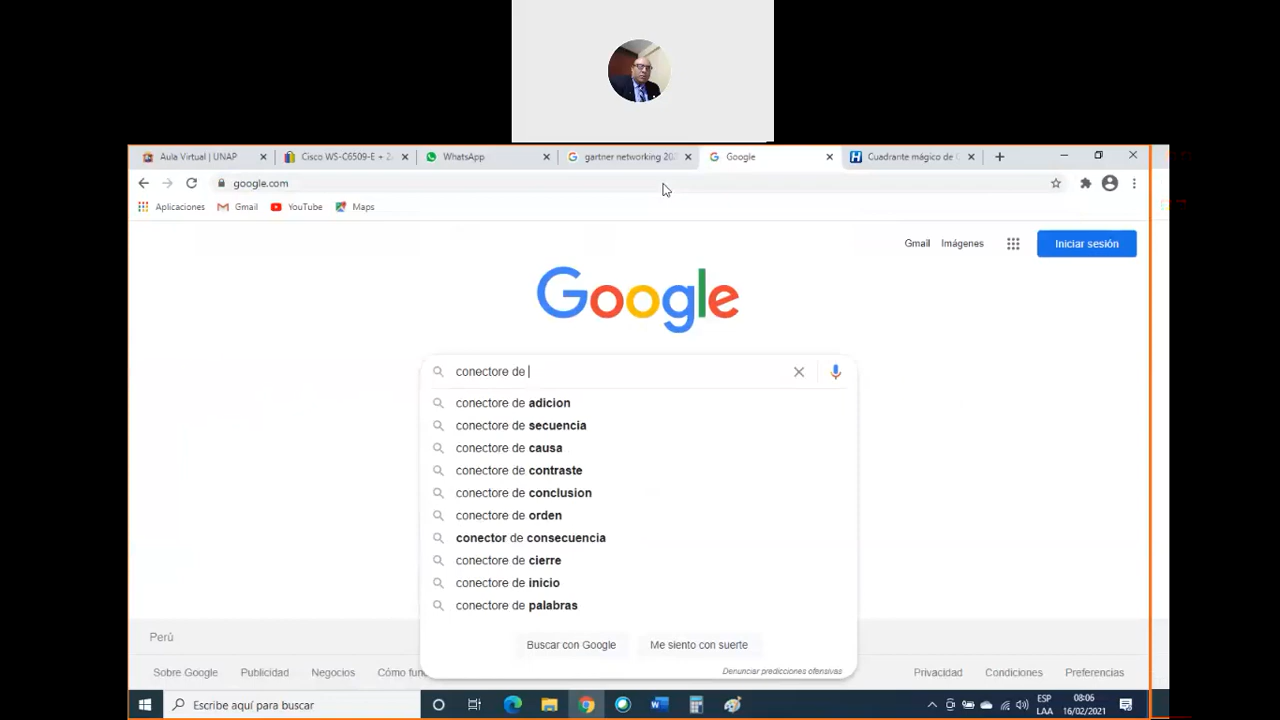 Aula Virtual | UNAP
Cisco WS-C6509-E + 2
WhatsApp
gartner networking 202
Google
Cuadrante mágico de G
google.com
Aplicaciones
Gmail
YouTube
Maps
Gmail
Imágenes
Iniciar sesión
Google
conectore de
conectore de adicion
conectore de secuencia
conectore de causa
conectore de contraste
conectore de conclusion
conectore de orden
conector de consecuencia
conectore de cierre
conectore de inicio
conectore de palabras
Buscar con Google
Me siento con suerte
Denunciar predicciones ofensivas
Perú
Sobre Google
Publicidad
Negocios
Cómo fun
Privacidad
Condiciones
Preferencias
Escribe aquí para buscar
ESP
LAA
08:06
16/02/2021